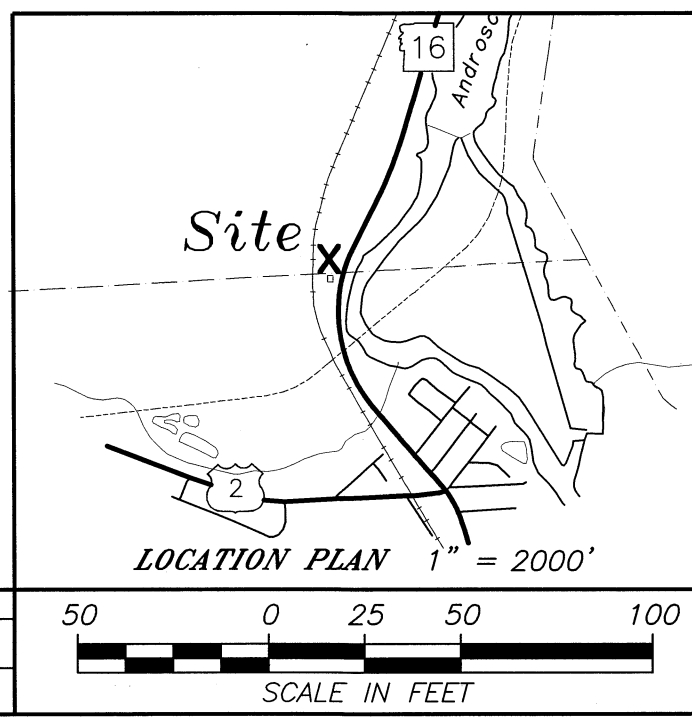 16
Androsc
Site
X
2
LOCATION PLAN 1" = 2000'
50 0 25 50 100
SCALE IN FEET